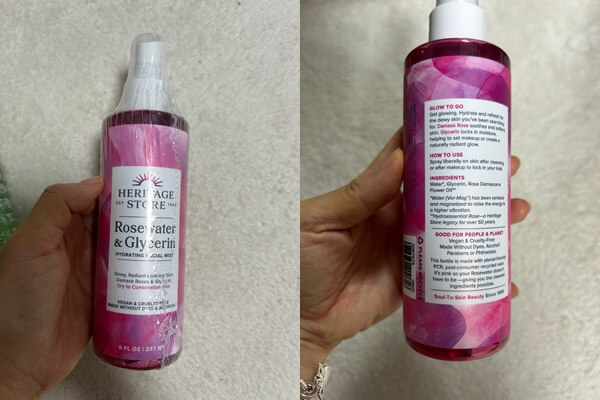 HERITAGE
STORE
EST. 1969
Rosewater
& Glycerin
HYDRATING FACIAL MIST
Dewy, Radiant-Looking Skin
Damask Roses & Glycerin
Dry to Combination Skin
VEGAN & CRUELTY-FREE
MADE WITHOUT DYES &
8 FL OZ | 237
GLOW TO GO
Get glowing. Hydrate and refresh for
the dewy skin you've been searching
for. Damask Rose soothes and softens
skin, Glycerin locks in moisture,
helping to set makeup or create a
naturally radiant glow.
HOW TO USE
Spray liberally on skin after cleansing
or after makeup to lock in your look.
INGREDIENTS
Water*, Glycerin, Rosa Damascena
Flower Oil**
*Water (Vor-Mag™) has been vortexed
and magnetized to raise the energy to
a higher vibration.
**Hydroessential Rose—a Heritage
Store legacy for over 50 years.
GOOD FOR PEOPLE & PLANET
Vegan & Cruelty-Free
Made Without Dyes, Alcohol*,
Parabens or Phthalates
This bottle is made with planet-friendly
PCR, post-consumer recycled resin.
It's pink so your Rosewater doesn't
have to be—giving you the cleanest
ingredients possible.
Soul-To-Skin Beauty Since 1969
PLEASE RECYCLE